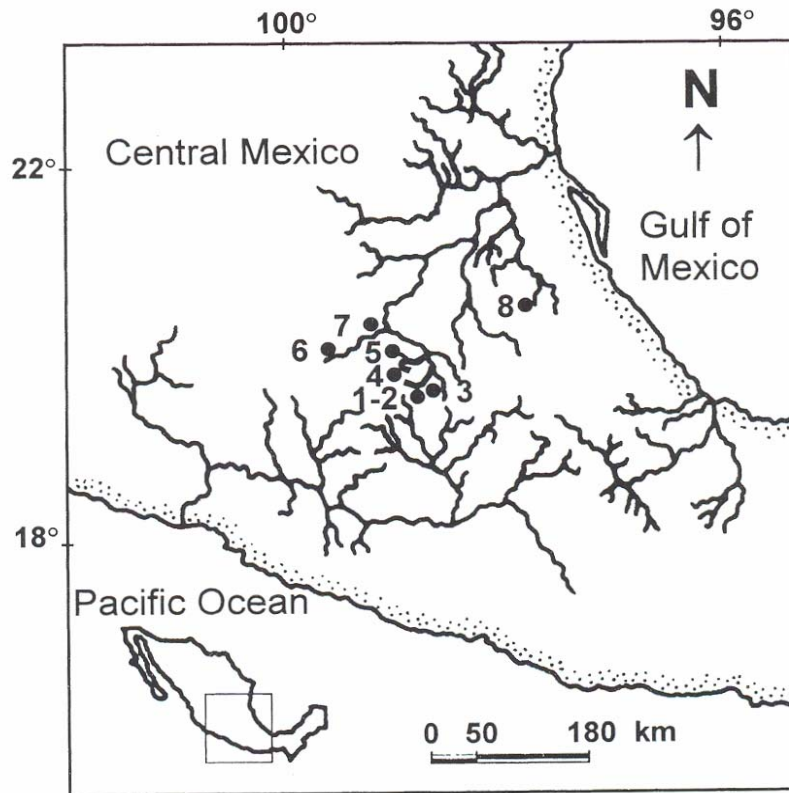 100° 96°
N
22°
Central Mexico
Gulf of
Mexico
8
7
6 5
4
1-2 3
18°
Pacific Ocean
0 50 180 km